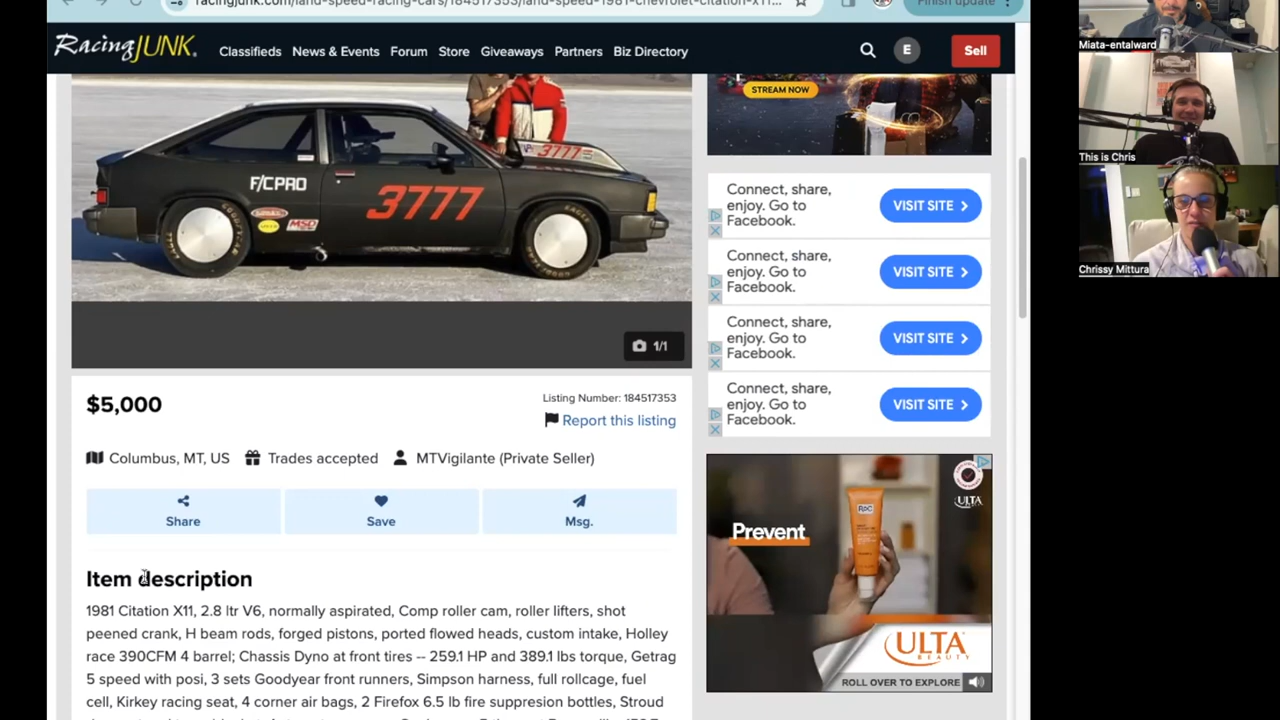 racingjunk.com/land-speed-racing-cars/184517353/land-speed-1981-chevrolet-citation-x11...
Finish update
RacingJUNK.
Classifieds News & Events Forum Store Giveaways Partners Biz Directory
E
Sell
STREAM NOW
F/CPRO
3777
3777
MSD
1/1
Connect, share,
enjoy. Go to
Facebook.
VISIT SITE
Connect, share,
enjoy. Go to
Facebook.
VISIT SITE
Connect, share,
enjoy. Go to
Facebook.
VISIT SITE
Connect, share,
enjoy. Go to
Facebook.
VISIT SITE
$5,000
Listing Number: 184517353
Report this listing
Columbus, MT, US Trades accepted MTVigilante (Private Seller)
Share Save Msg.
Item description
1981 Citation X11, 2.8 ltr V6, normally aspirated, Comp roller cam, roller lifters, shot
peened crank, H beam rods, forged pistons, ported flowed heads, custom intake, Holley
race 390CFM 4 barrel; Chassis Dyno at front tires -- 259.1 HP and 389.1 lbs torque, Getrag
5 speed with posi, 3 sets Goodyear front runners, Simpson harness, full rollcage, fuel
cell, Kirkey racing seat, 4 corner air bags, 2 Firefox 6.5 lb fire suppresion bottles, Stroud
Prevent
RoC
ULTA
ULTA
BEAUTY
ROLL OVER TO EXPLORE
Miata-entalward
This is Chris
Chrissy Mittura